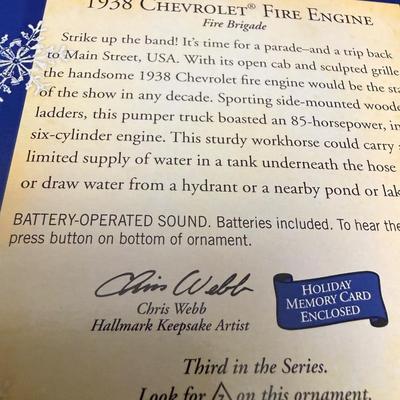 1938 CHEVROLET® FIRE ENGINE
Fire Brigade
Strike up the band! It's time for a parade–and a trip back
to Main Street, USA. With its open cab and sculpted grille
the handsome 1938 Chevrolet fire engine would be the sta
of the show in any decade. Sporting side-mounted woode
ladders, this pumper truck boasted an 85-horsepower, in
six-cylinder engine. This sturdy workhorse could carry
limited supply of water in a tank underneath the hose
or draw water from a hydrant or a nearby pond or lak
BATTERY-OPERATED SOUND. Batteries included. To hear the
press button on bottom of ornament.
Chris Webb
Chris Webb
Hallmark Keepsake Artist
HOLIDAY
MEMORY CARD
ENCLOSED
Third in the Series.
Look for 7 on this ornament.